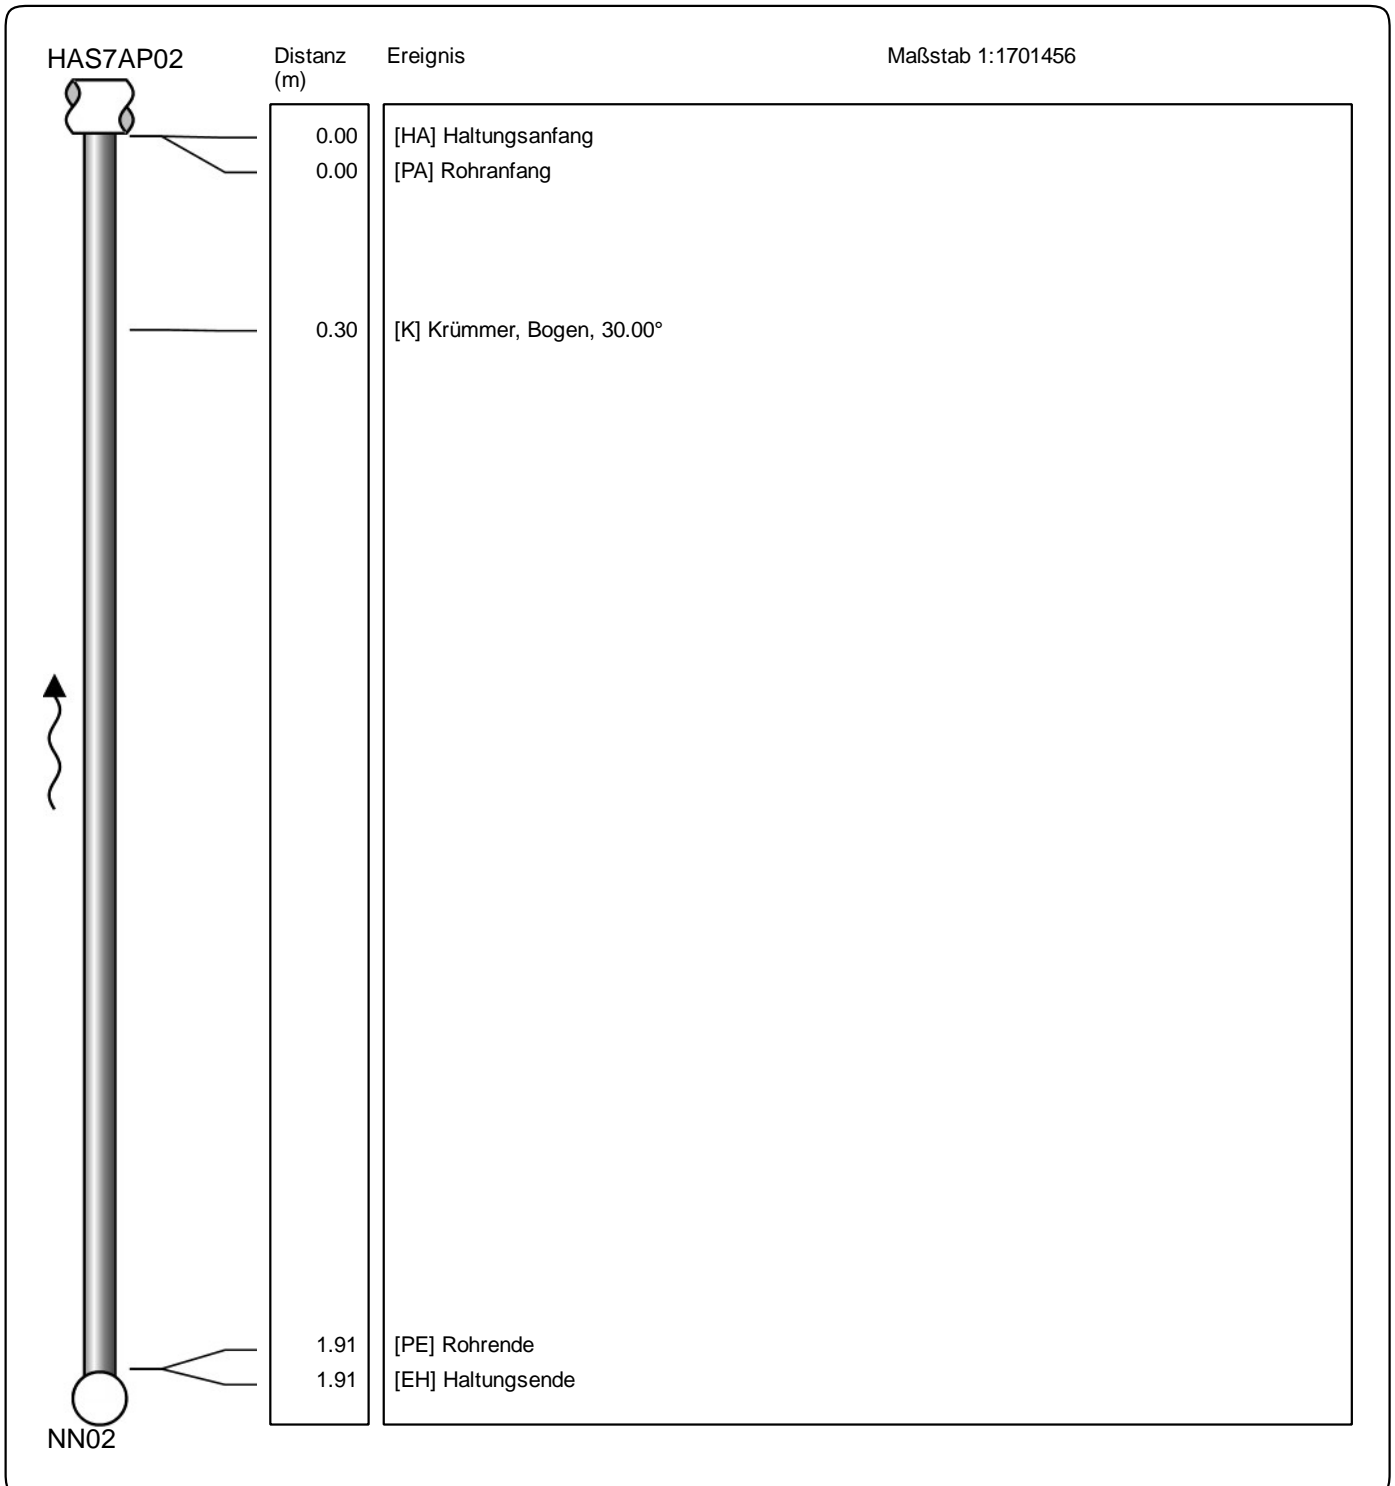 HAS7AP02
Distanz (m)
Ereignis
Maßstab 1:1701456
0.00 [HA] Haltungsanfang
0.00 [PA] Rohranfang
0.30 [K] Krümmer, Bogen, 30.00°
1.91 [PE] Rohrende
1.91 [EH] Haltungsende
NN02